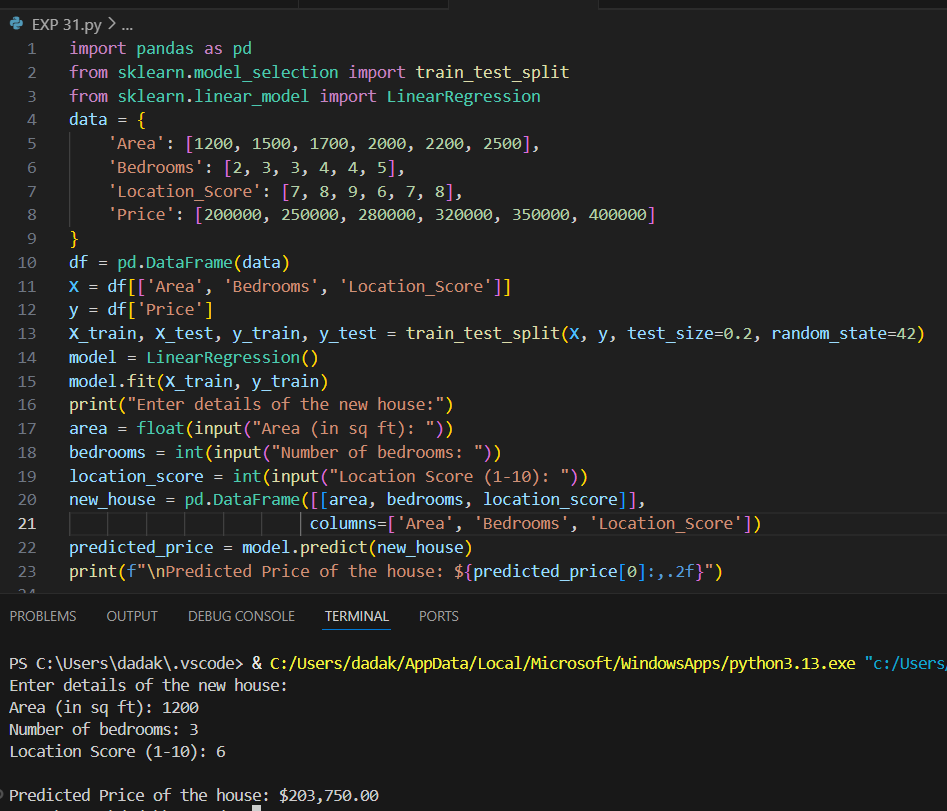 EXP 31.py > ...
1 import pandas as pd
2 from sklearn.model_selection import train_test_split
3 from sklearn.linear_model import LinearRegression
4 data = {
5     'Area': [1200, 1500, 1700, 2000, 2200, 2500],
6     'Bedrooms': [2, 3, 3, 4, 4, 5],
7     'Location_Score': [7, 8, 9, 6, 7, 8],
8     'Price': [200000, 250000, 280000, 320000, 350000, 400000]
9 }
10 df = pd.DataFrame(data)
11 X = df[['Area', 'Bedrooms', 'Location_Score']]
12 y = df['Price']
13 X_train, X_test, y_train, y_test = train_test_split(X, y, test_size=0.2, random_state=42)
14 model = LinearRegression()
15 model.fit(X_train, y_train)
16 print("Enter details of the new house:")
17 area = float(input("Area (in sq ft): "))
18 bedrooms = int(input("Number of bedrooms: "))
19 location_score = int(input("Location Score (1-10): "))
20 new_house = pd.DataFrame([[area, bedrooms, location_score]],
21                          columns=['Area', 'Bedrooms', 'Location_Score'])
22 predicted_price = model.predict(new_house)
23 print(f"\nPredicted Price of the house: ${predicted_price[0]:,.2f}")
PROBLEMS OUTPUT DEBUG CONSOLE TERMINAL PORTS
PS C:\Users\dadak\.vscode> & C:/Users/dadak/AppData/Local/Microsoft/WindowsApps/python3.13.exe "c:/Users/
Enter details of the new house:
Area (in sq ft): 1200
Number of bedrooms: 3
Location Score (1-10): 6
Predicted Price of the house: $203,750.00